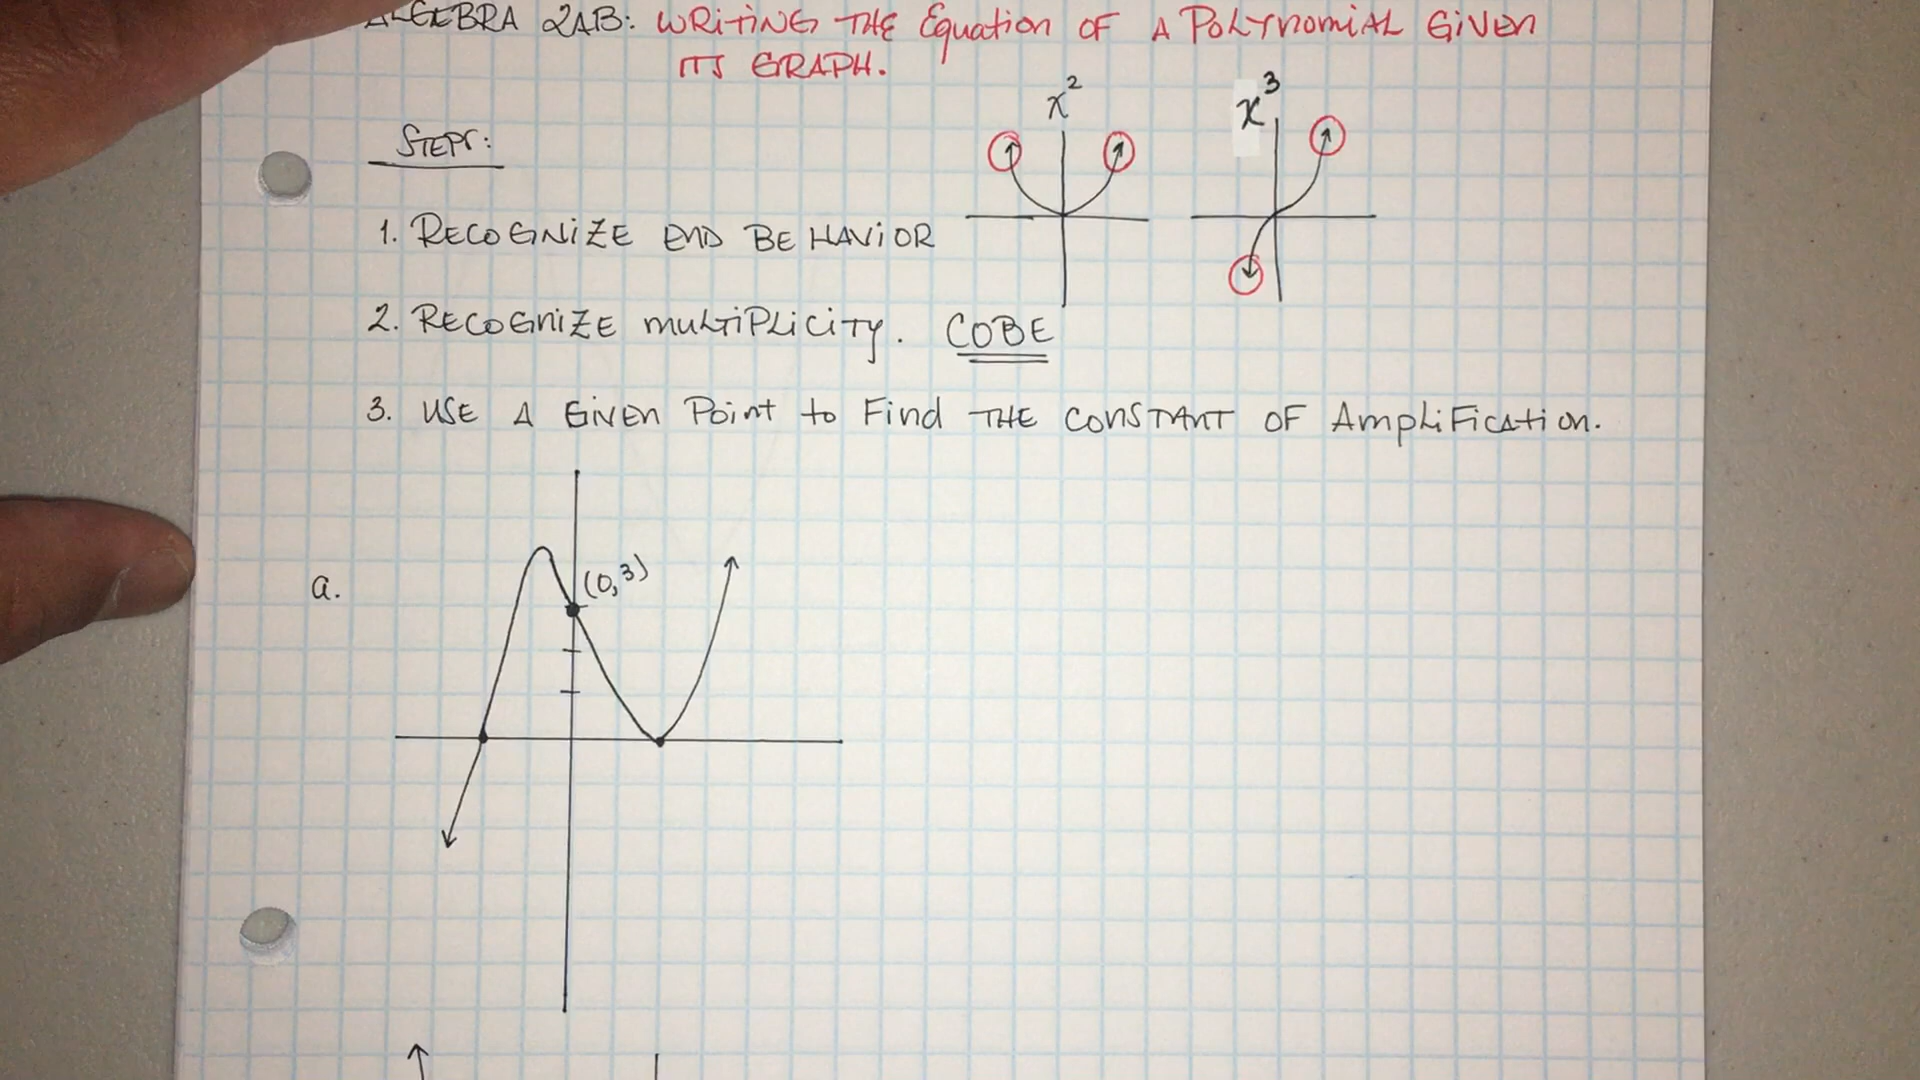 ALGEBRA 2AB: WRITING THE Equation OF A POLYNOMIAL GIVEN
ITS GRAPH.
x²
x³
STEPS:
1. RECOGNIZE END BEHAVIOR
2. RECOGNIZE MULTIPLICITY. COBE
3. USE A GIVEN Point to Find THE CONSTANT OF Amplification.
a.
(0,3)